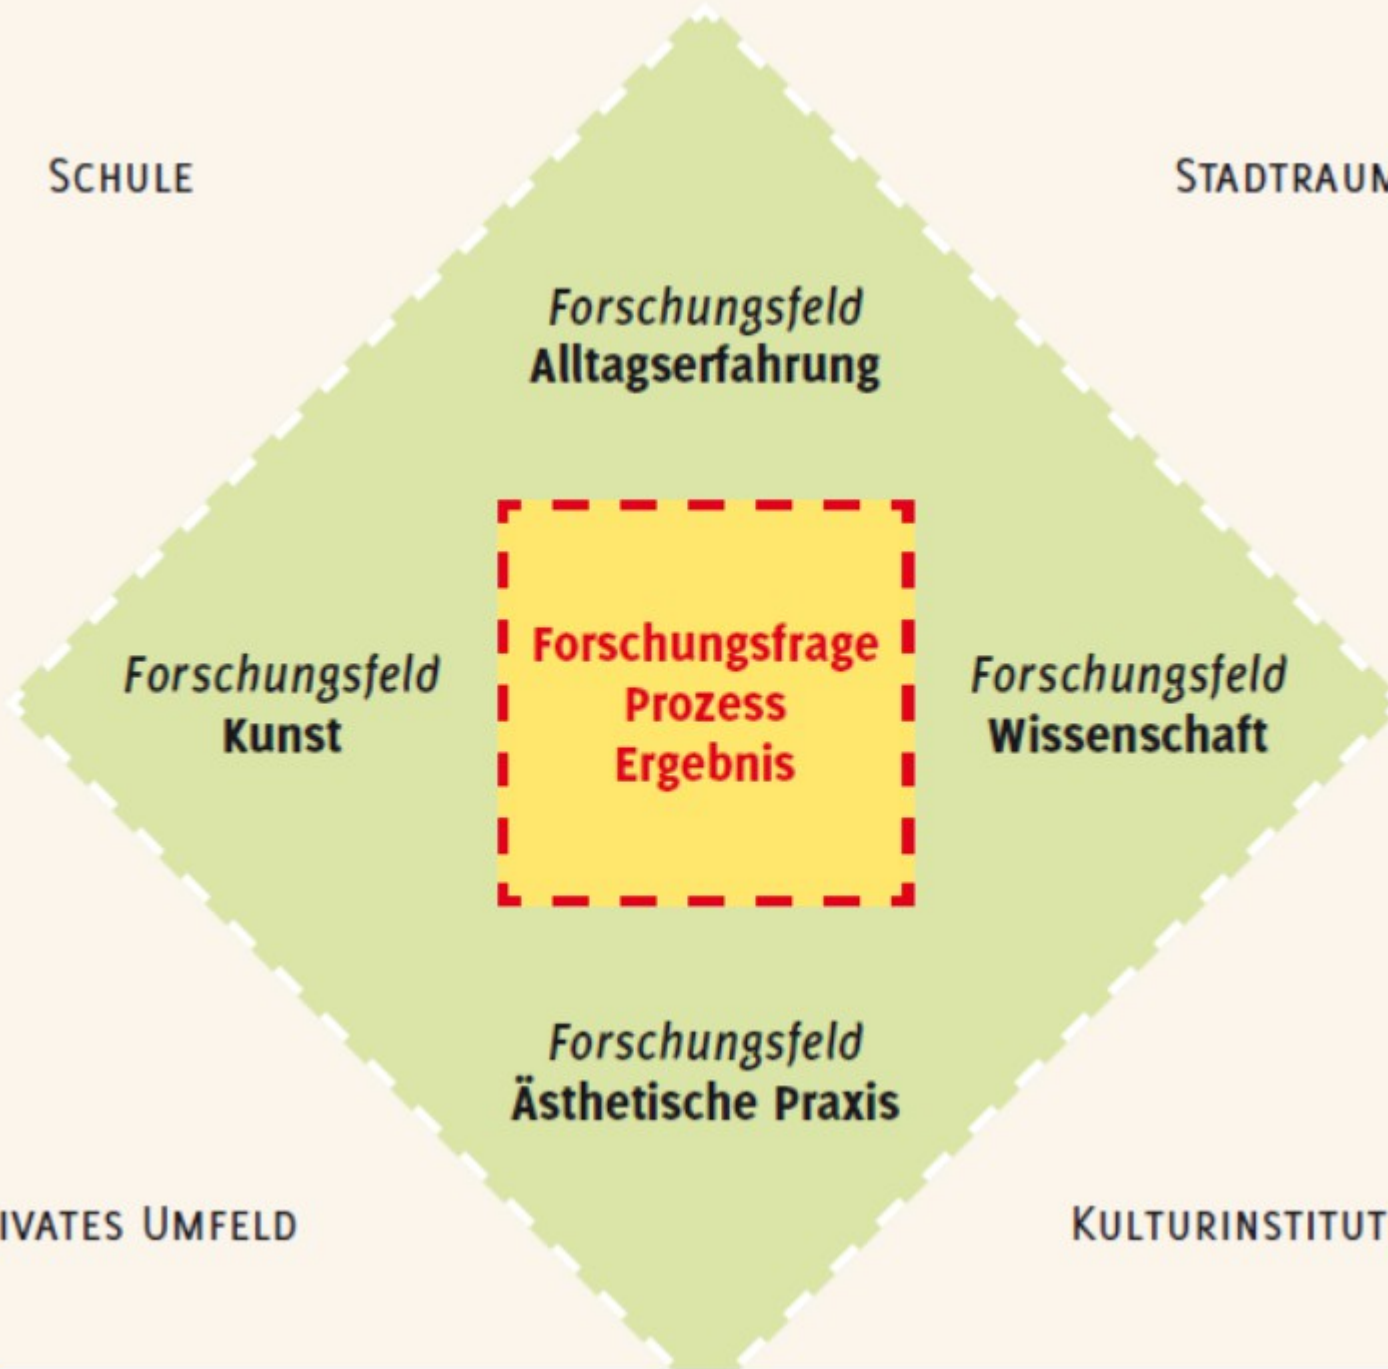 SCHULE
STADTRAUM
Forschungsfeld
Alltagserfahrung
Forschungsfeld
Kunst
Forschungsfrage
Prozess
Ergebnis
Forschungsfeld
Wissenschaft
Forschungsfeld
Ästhetische Praxis
IVATES UMFELD
KULTURINSTITUT